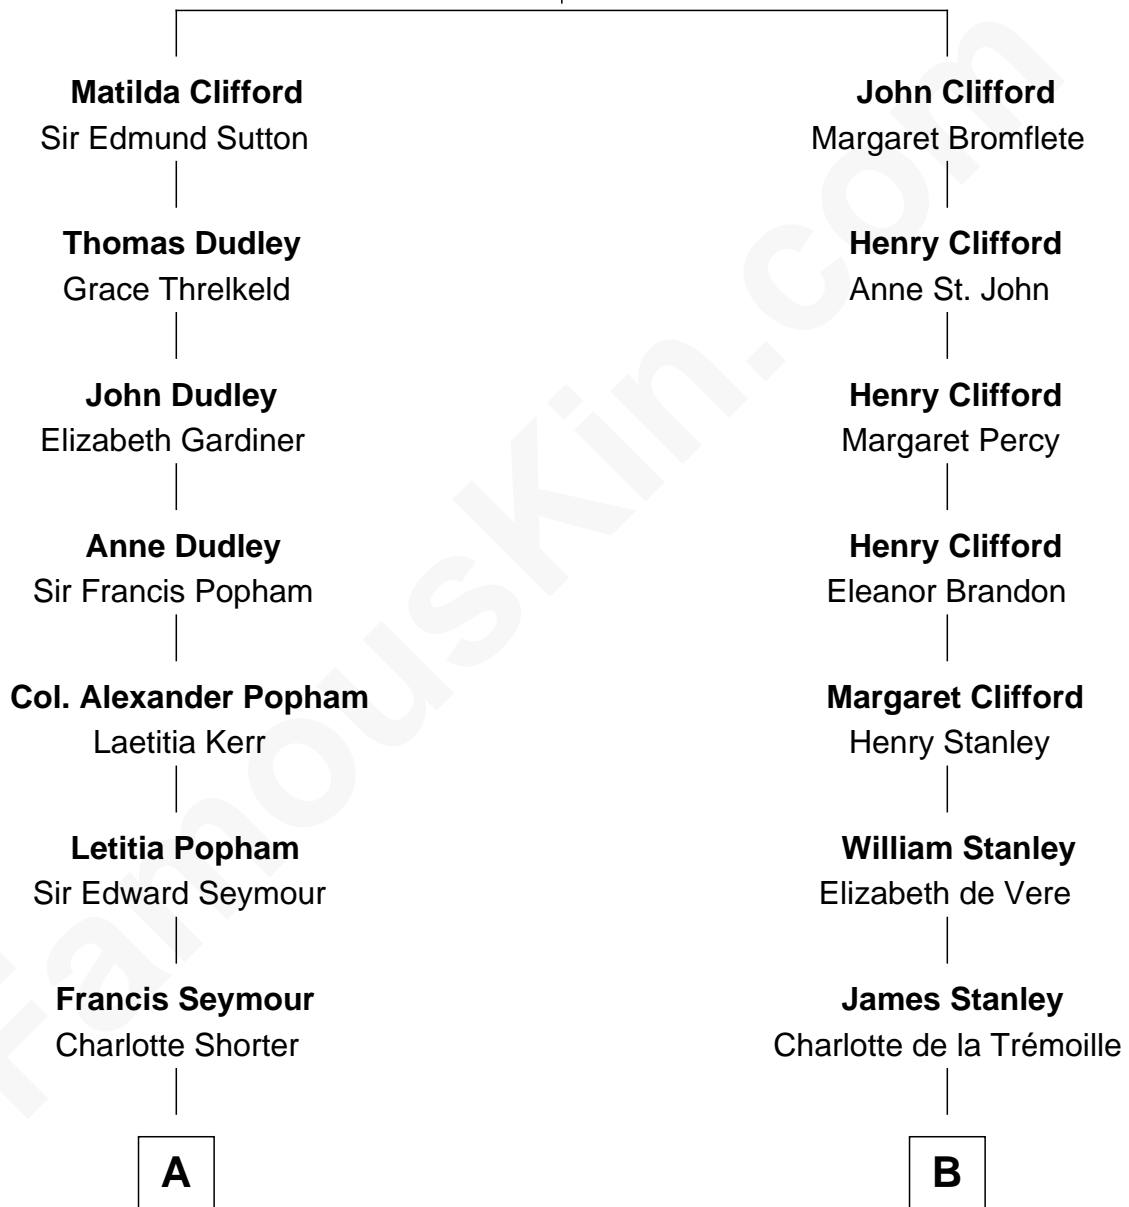 Matilda Clifford
Sir Edmund Sutton
Thomas Dudley
Grace Threlkeld
John Dudley
Elizabeth Gardiner
Anne Dudley
Sir Francis Popham
Col. Alexander Popham
Laetitia Kerr
Letitia Popham
Sir Edward Seymour
Francis Seymour
Charlotte Shorter
A
John Clifford
Margaret Bromflete
Henry Clifford
Anne St. John
Henry Clifford
Margaret Percy
Henry Clifford
Eleanor Brandon
Margaret Clifford
Henry Stanley
William Stanley
Elizabeth de Vere
James Stanley
Charlotte de la Trémoille
B
FamousKin.com